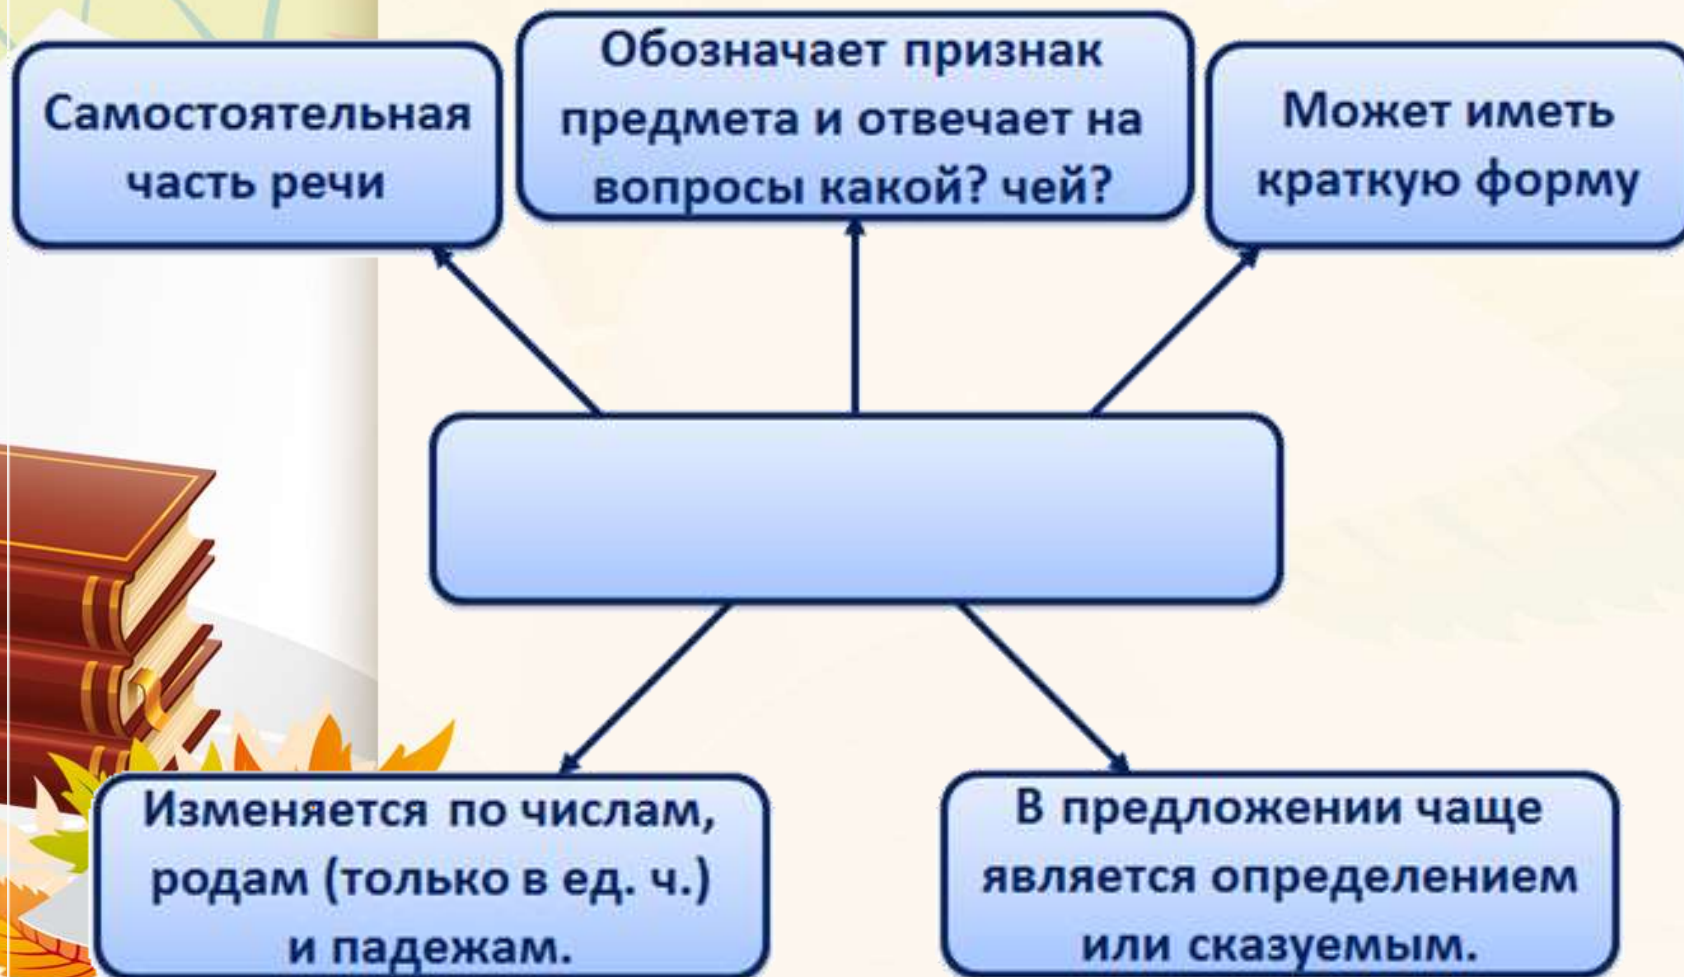 Самостоятельная
часть речи
Обозначает признак
предмета и отвечает на
вопросы какой? чей?
Может иметь
краткую форму
Изменяется по числам,
родам (только в ед. ч.)
и падежам.
В предложении чаще
является определением
или сказуемым.